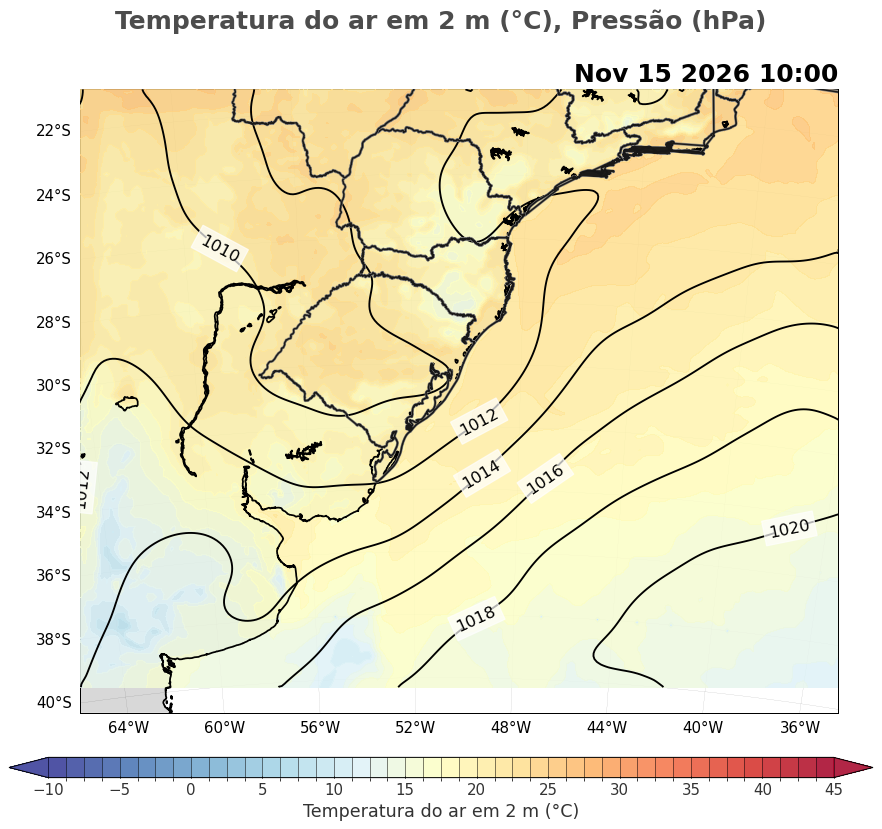 Temperatura do ar em 2 m (°C), Pressão (hPa)
Nov 15 2026 10:00
22°S
24°S
26°S
28°S
30°S
32°S
34°S
36°S
38°S
40°S
1010
1012
1012
1014
1016
1018
1020
64°W 60°W 56°W 52°W 48°W 44°W 40°W 36°W
−10 −5 0 5 10 15 20 25 30 35 40 45
Temperatura do ar em 2 m (°C)